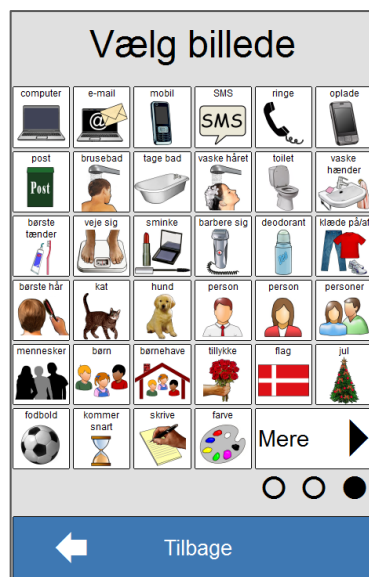 Vælg billede
computer
e-mail
mobil
SMS
ringe
oplade
SMS
@
post
brusebad
tage bad
vaske håret
toilet
vaske
hænder
Post
børste
tænder
veje sig
sminke
barbere sig
deodorant
klæde på/af
børste hår
kat
hund
person
person
personer
mennesker
børn
børnehave
tillykke
flag
jul
fodbold
kommer
snart
skrive
farve
Mere
Tilbage